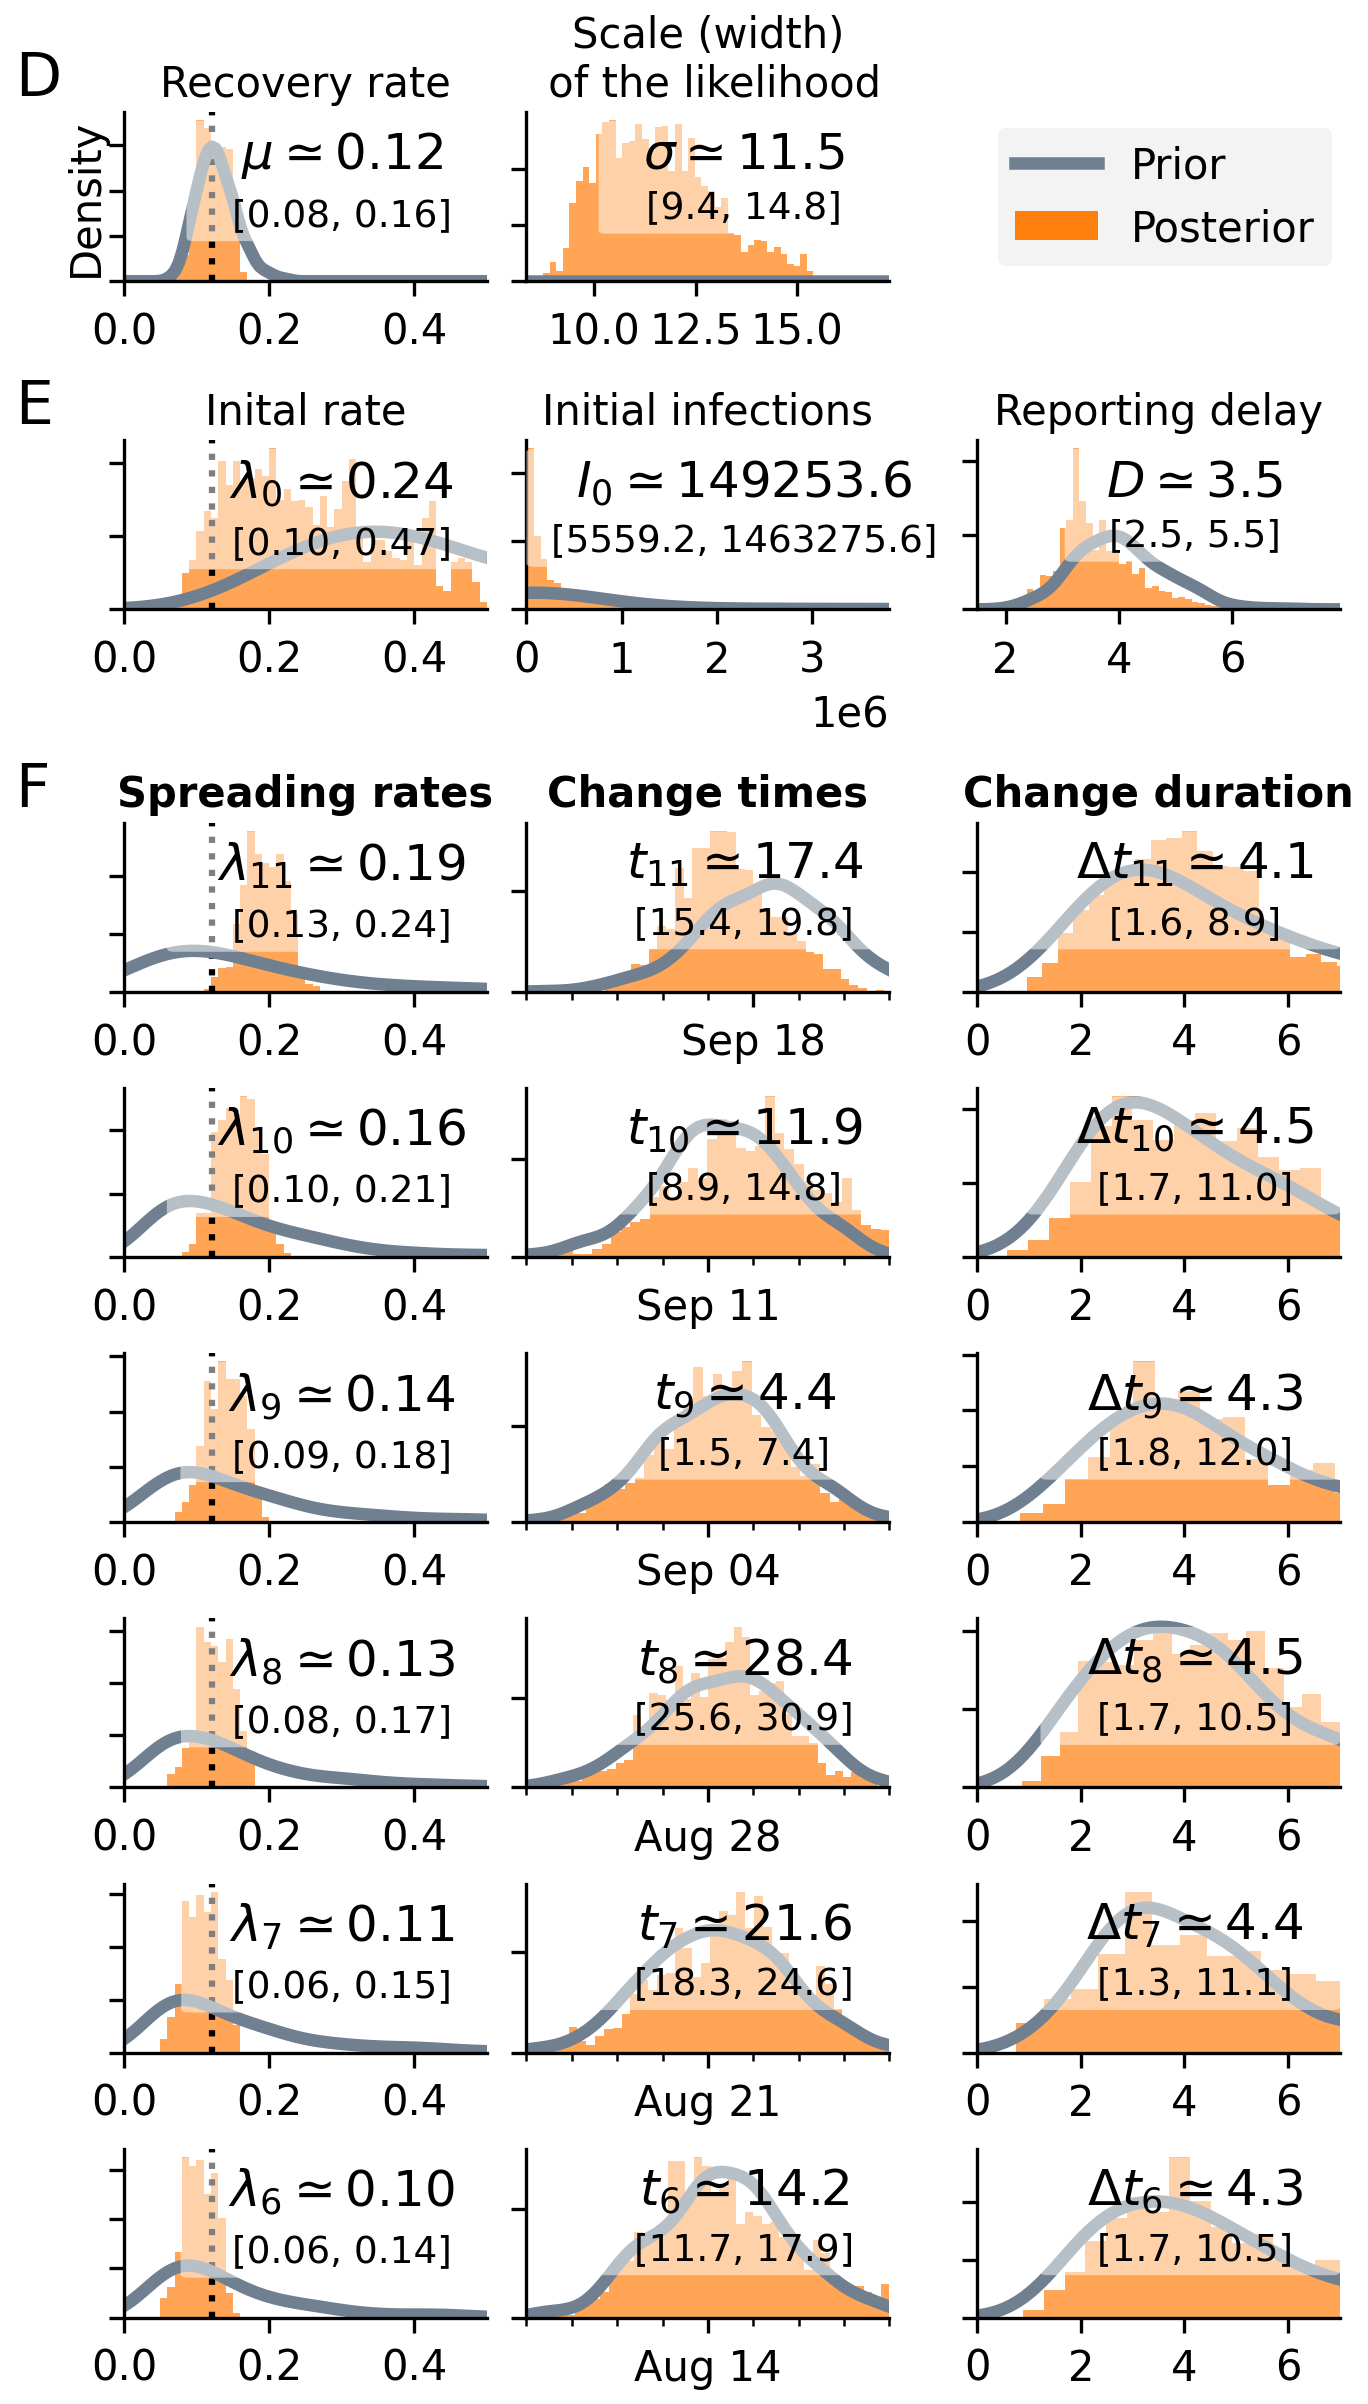 Scale (width)
D Recovery rate of the likelihood
Density
μ ≃ 0.12 σ ≃ 11.5 Prior
[0.08, 0.16] [9.4, 14.8] Posterior
0.0 0.2 0.4 10.0 12.5 15.0
E Inital rate Initial infections Reporting delay
λ₀ ≃ 0.24 I₀ ≃ 149253.6 D ≃ 3.5
[0.10, 0.47] [5559.2, 1463275.6] [2.5, 5.5]
0.0 0.2 0.4 0 1 2 3 2 4 6
1e6
F Spreading rates Change times Change duration
λ₁₁ ≃ 0.19 t₁₁ ≃ 17.4 Δt₁₁ ≃ 4.1
[0.13, 0.24] [15.4, 19.8] [1.6, 8.9]
0.0 0.2 0.4 Sep 18 0 2 4 6
λ₁₀ ≃ 0.16 t₁₀ ≃ 11.9 Δt₁₀ ≃ 4.5
[0.10, 0.21] [8.9, 14.8] [1.7, 11.0]
0.0 0.2 0.4 Sep 11 0 2 4 6
λ₉ ≃ 0.14 t₉ ≃ 4.4 Δt₉ ≃ 4.3
[0.09, 0.18] [1.5, 7.4] [1.8, 12.0]
0.0 0.2 0.4 Sep 04 0 2 4 6
λ₈ ≃ 0.13 t₈ ≃ 28.4 Δt₈ ≃ 4.5
[0.08, 0.17] [25.6, 30.9] [1.7, 10.5]
0.0 0.2 0.4 Aug 28 0 2 4 6
λ₇ ≃ 0.11 t₇ ≃ 21.6 Δt₇ ≃ 4.4
[0.06, 0.15] [18.3, 24.6] [1.3, 11.1]
0.0 0.2 0.4 Aug 21 0 2 4 6
λ₆ ≃ 0.10 t₆ ≃ 14.2 Δt₆ ≃ 4.3
[0.06, 0.14] [11.7, 17.9] [1.7, 10.5]
0.0 0.2 0.4 Aug 14 0 2 4 6